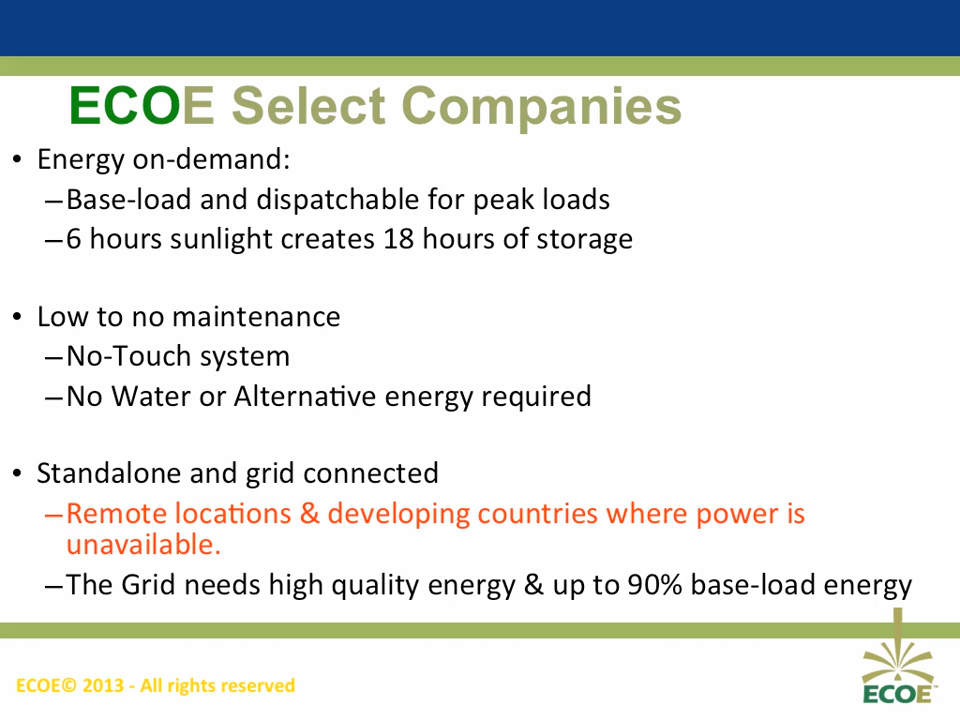 ECOE Select Companies
• Energy on-demand:
–Base-load and dispatchable for peak loads
–6 hours sunlight creates 18 hours of storage
• Low to no maintenance
–No-Touch system
–No Water or Alternative energy required
• Standalone and grid connected
–Remote locations & developing countries where power is
unavailable.
–The Grid needs high quality energy & up to 90% base-load energy
ECOE© 2013 - All rights reserved
ECOE™